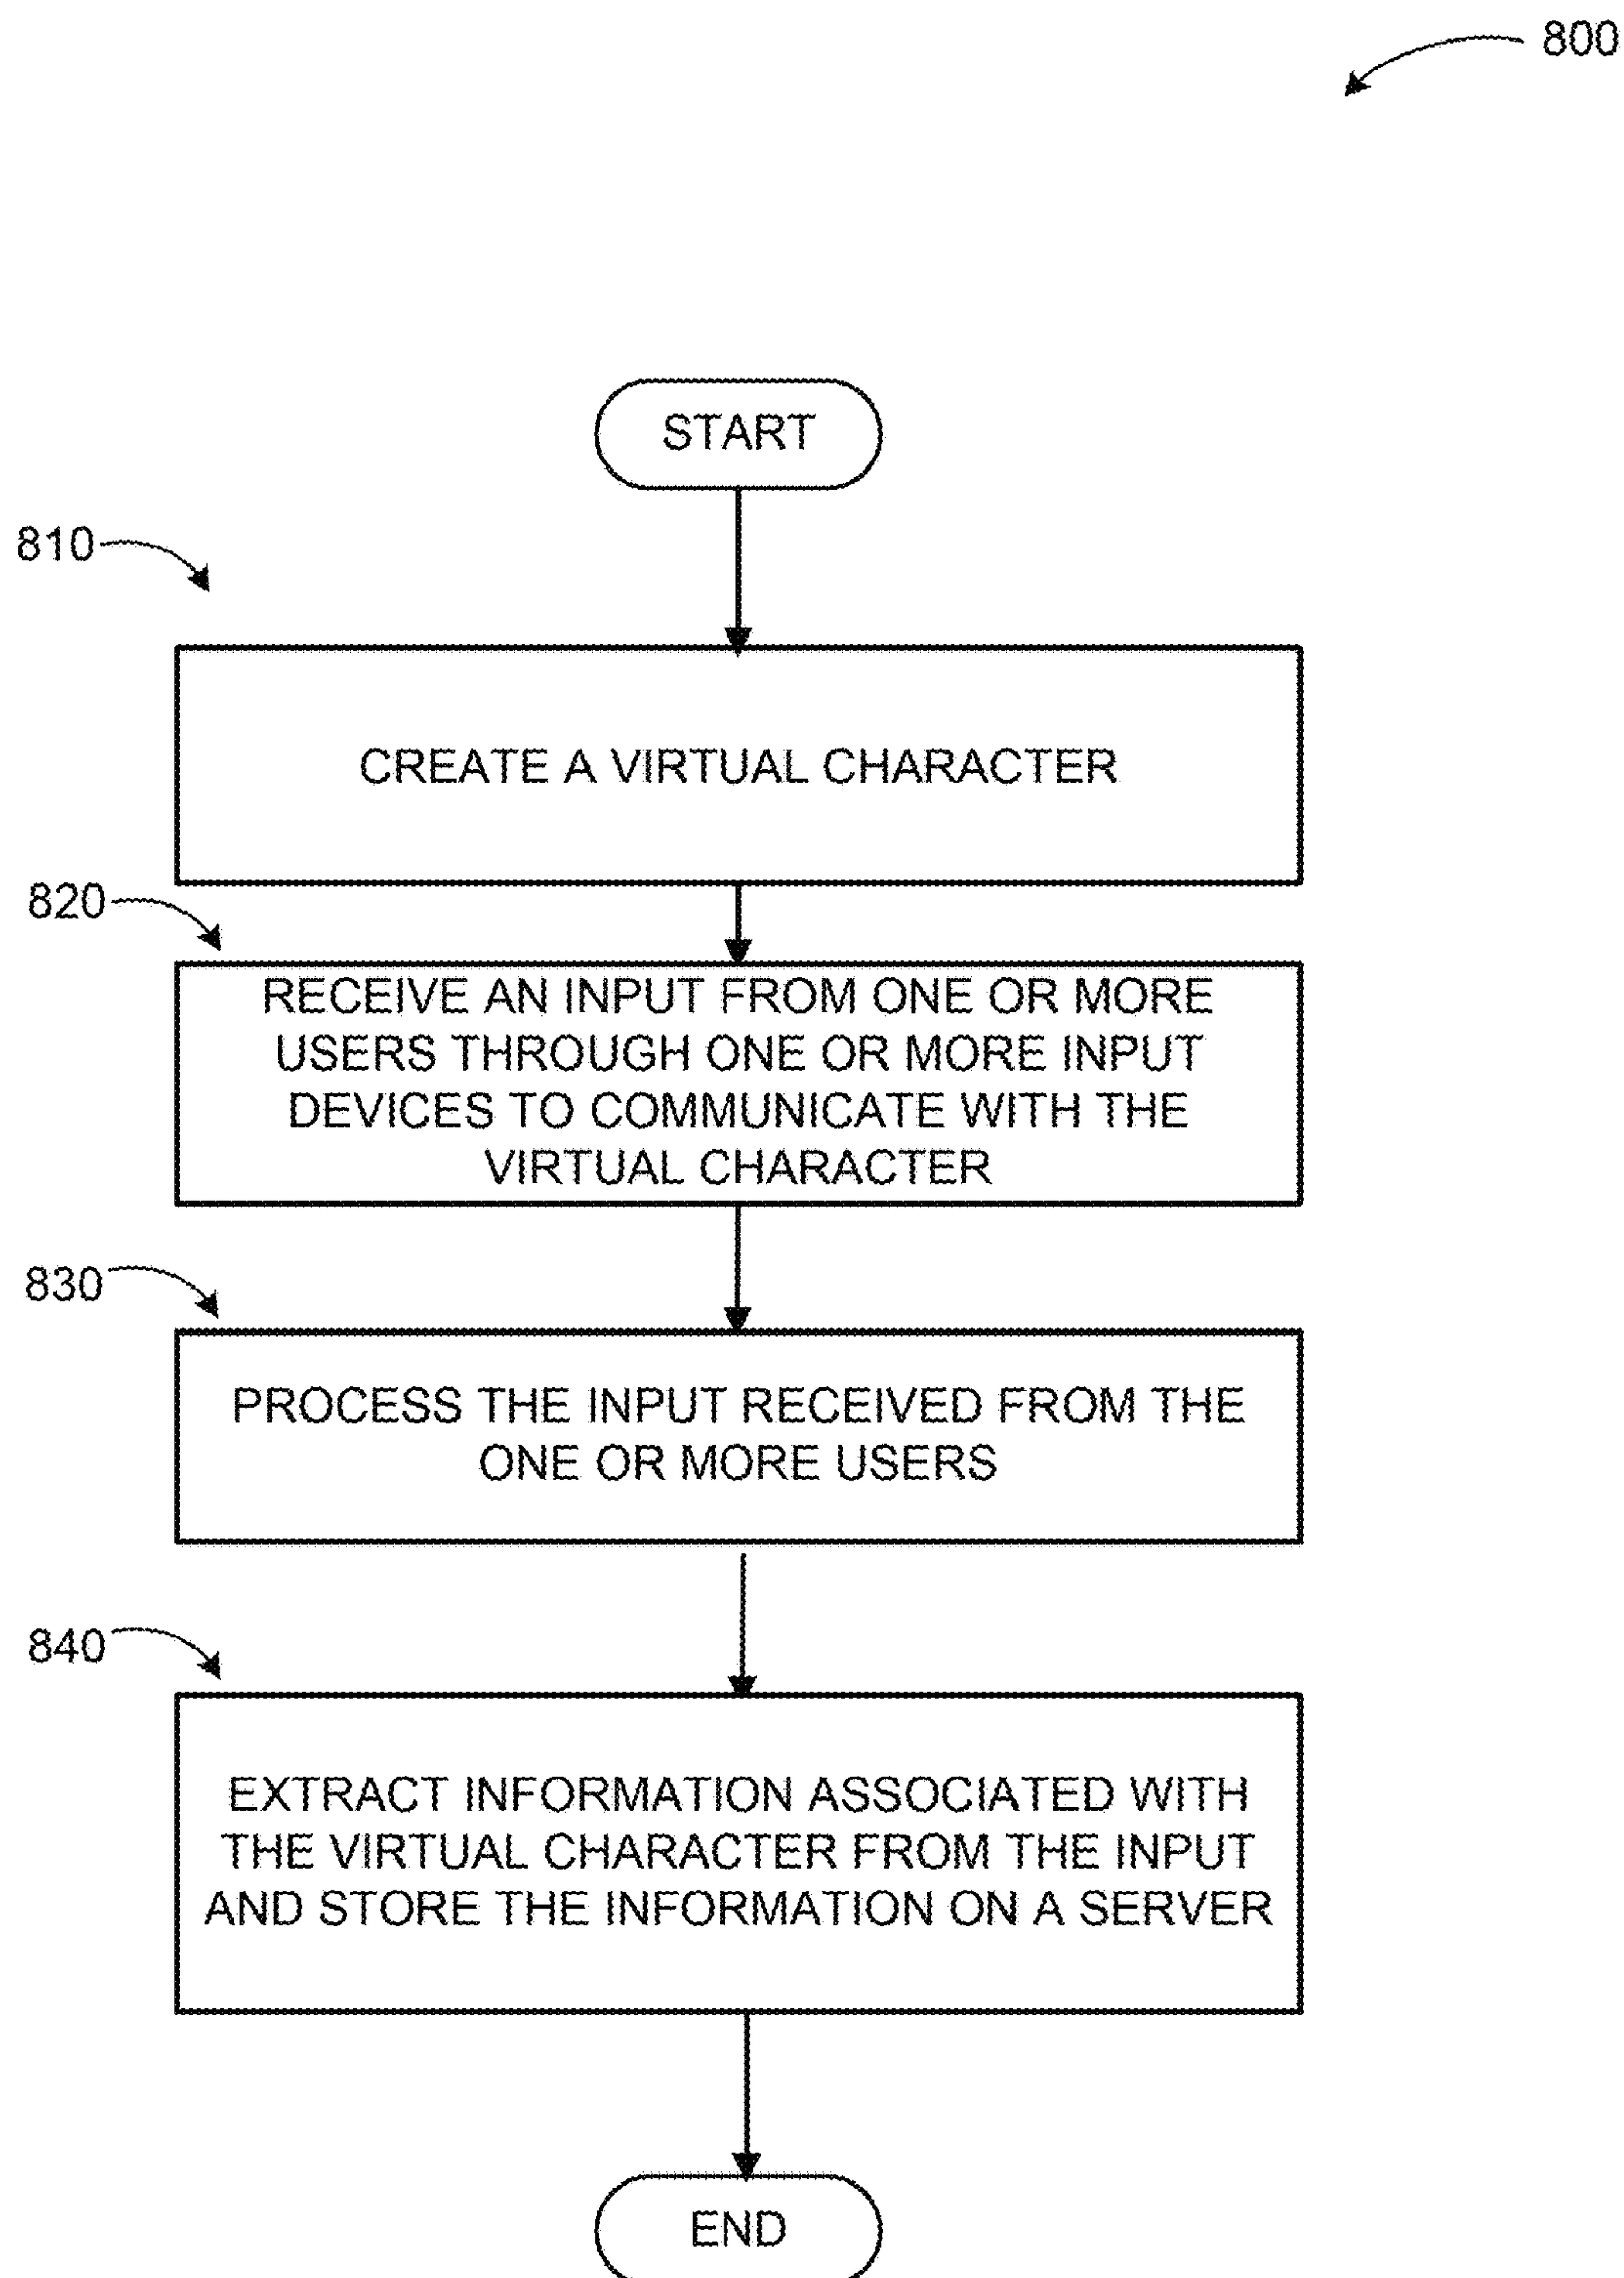 800
START
810
CREATE A VIRTUAL CHARACTER
820
RECEIVE AN INPUT FROM ONE OR MORE
USERS THROUGH ONE OR MORE INPUT
DEVICES TO COMMUNICATE WITH THE
VIRTUAL CHARACTER
830
PROCESS THE INPUT RECEIVED FROM THE
ONE OR MORE USERS
840
EXTRACT INFORMATION ASSOCIATED WITH
THE VIRTUAL CHARACTER FROM THE INPUT
AND STORE THE INFORMATION ON A SERVER
END